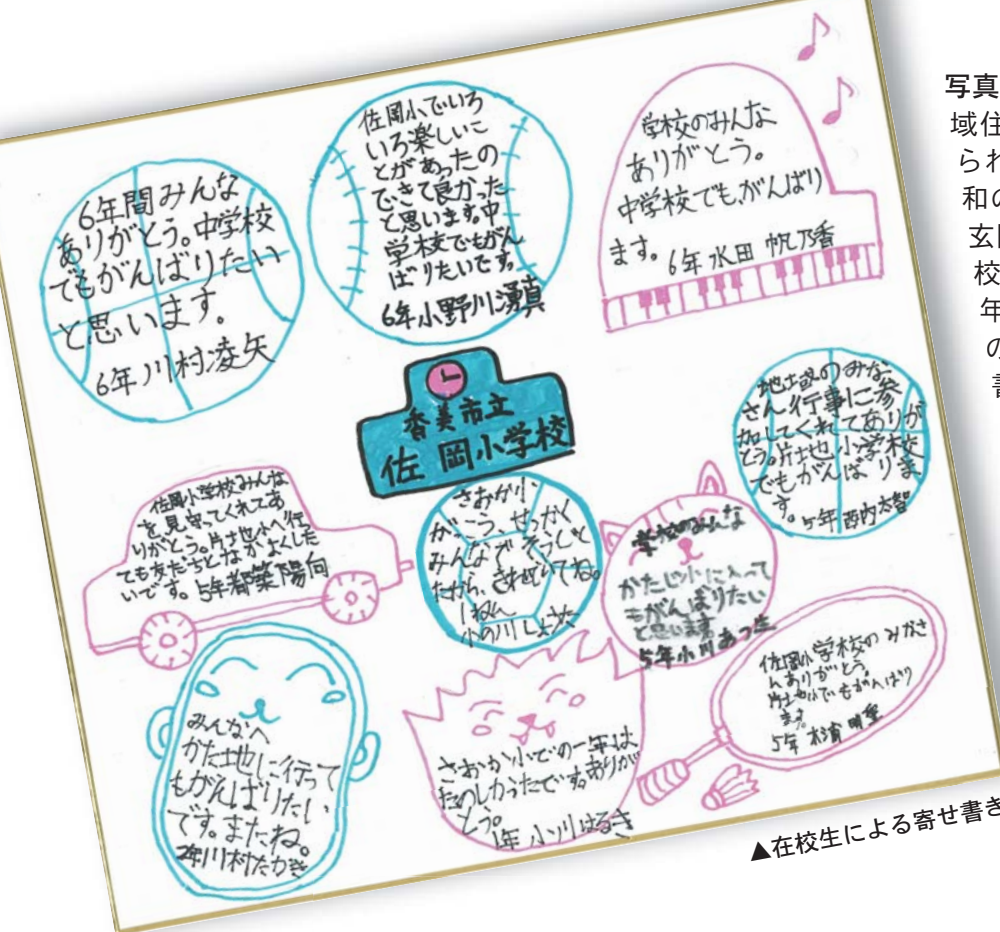 6年間みんな
ありがとう。中学校
でもがんばりたい
と思います。
6年川村凌矢
佐岡小でいろ
いろ楽しいこ
とがあったの
できて良かった
と思います。中
学校でもがん
ばりたいです。
6年小野川湧真
学校のみんな
ありがとう。
中学校でも、がんばり
ます。6年 水田 帆乃香
香美市立
佐岡小学校
地域のみな
さん行事に参
加してくれてありが
とう。片地小学校
でもがんばりま
す。5年西内太智
佐岡小学校みんな
を見守ってくれてあ
りがとう。片地小へ行
ても友だちとなかよくした
いです。5年都築陽向
さおか小
がっこう、せっかく
みんなで
たから、きれいでいてね。
1ねん
小の川しょうた
学校のみんな
かたじ小に入って
もがんばりたい
と思います
5年小川あつ
佐岡小学校のみなさ
んありがとう。
片地小でもがんばり
ます。
5年
みんなへ
かた地に行って
もがんばりたい
です。またね。
2年川村たかき
さおか小での一年は
たのしかったです。ありが
とう。
1年 小川はるき
▲在校生による寄せ書き
写真
域住
られ
和の
玄関
校
年
の
書